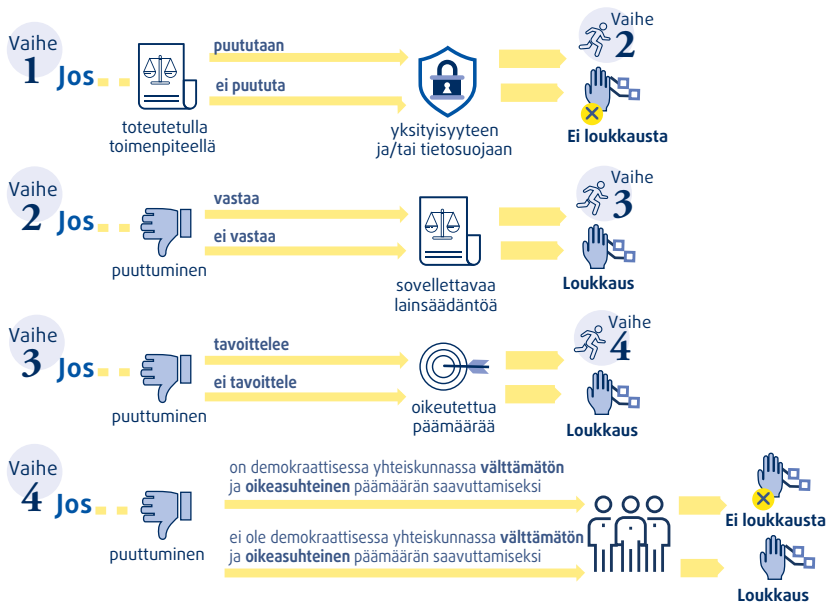 Vaihe
1 Jos
toteutetulla
toimenpiteellä
puututaan
ei puututa
yksityisyyteen
ja/tai tietosuojaan
Vaihe
2
Ei loukkausta
Vaihe
2 Jos
puuttuminen
vastaa
ei vastaa
sovellettavaa
lainsäädäntöä
Vaihe
3
Loukkaus
Vaihe
3 Jos
puuttuminen
tavoittelee
ei tavoittele
oikeutettua
päämäärää
Vaihe
4
Loukkaus
Vaihe
4 Jos
puuttuminen
on demokraattisessa yhteiskunnassa välttämätön
ja oikeasuhteinen päämäärän saavuttamiseksi
ei ole demokraattisessa yhteiskunnassa välttämätön
ja oikeasuhteinen päämäärän saavuttamiseksi
Ei loukkausta
Loukkaus